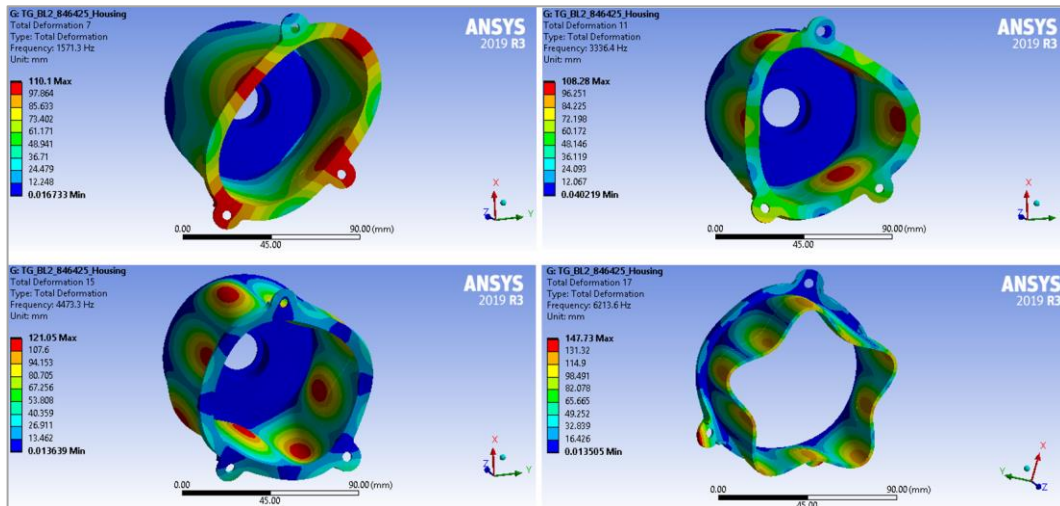 G: TG_BL2_846425_Housing
Total Deformation 7
Type: Total Deformation
Frequency: 1571.3 Hz
Unit: mm
110.1 Max
97.864
85.633
73.402
61.171
48.941
36.71
24.479
12.248
0.016733 Min
ANSYS
2019 R3
X
Y
Z
0.00
90.00 (mm)
45.00
G: TG_BL2_846425_Housing
Total Deformation 11
Type: Total Deformation
Frequency: 3336.4 Hz
Unit: mm
108.28 Max
96.251
84.225
72.198
60.172
48.146
36.119
24.093
12.067
0.040219 Min
ANSYS
2019 R3
X
Y
Z
0.00
90.00 (mm)
45.00
G: TG_BL2_846425_Housing
Total Deformation 15
Type: Total Deformation
Frequency: 4473.3 Hz
Unit: mm
121.05 Max
107.6
94.153
80.705
67.256
53.808
40.359
26.911
13.462
0.013639 Min
ANSYS
2019 R3
X
Y
Z
0.00
90.00 (mm)
45.00
G: TG_BL2_846425_Housing
Total Deformation 17
Type: Total Deformation
Frequency: 6213.6 Hz
Unit: mm
147.73 Max
131.32
114.9
98.491
82.078
65.665
49.252
32.839
16.426
0.013505 Min
ANSYS
2019 R3
X
Y
Z
0.00
90.00 (mm)
45.00